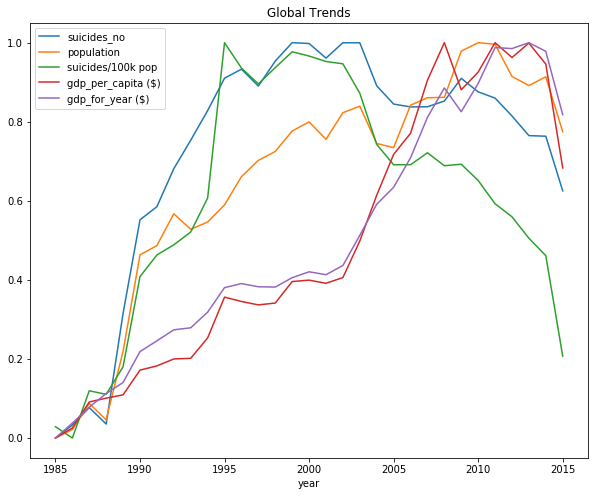 Global Trends
suicides_no
population
suicides/100k pop
gdp_per_capita ($)
gdp_for_year ($)
1.0
0.8
0.6
0.4
0.2
0.0
1985 1990 1995 2000 2005 2010 2015
year